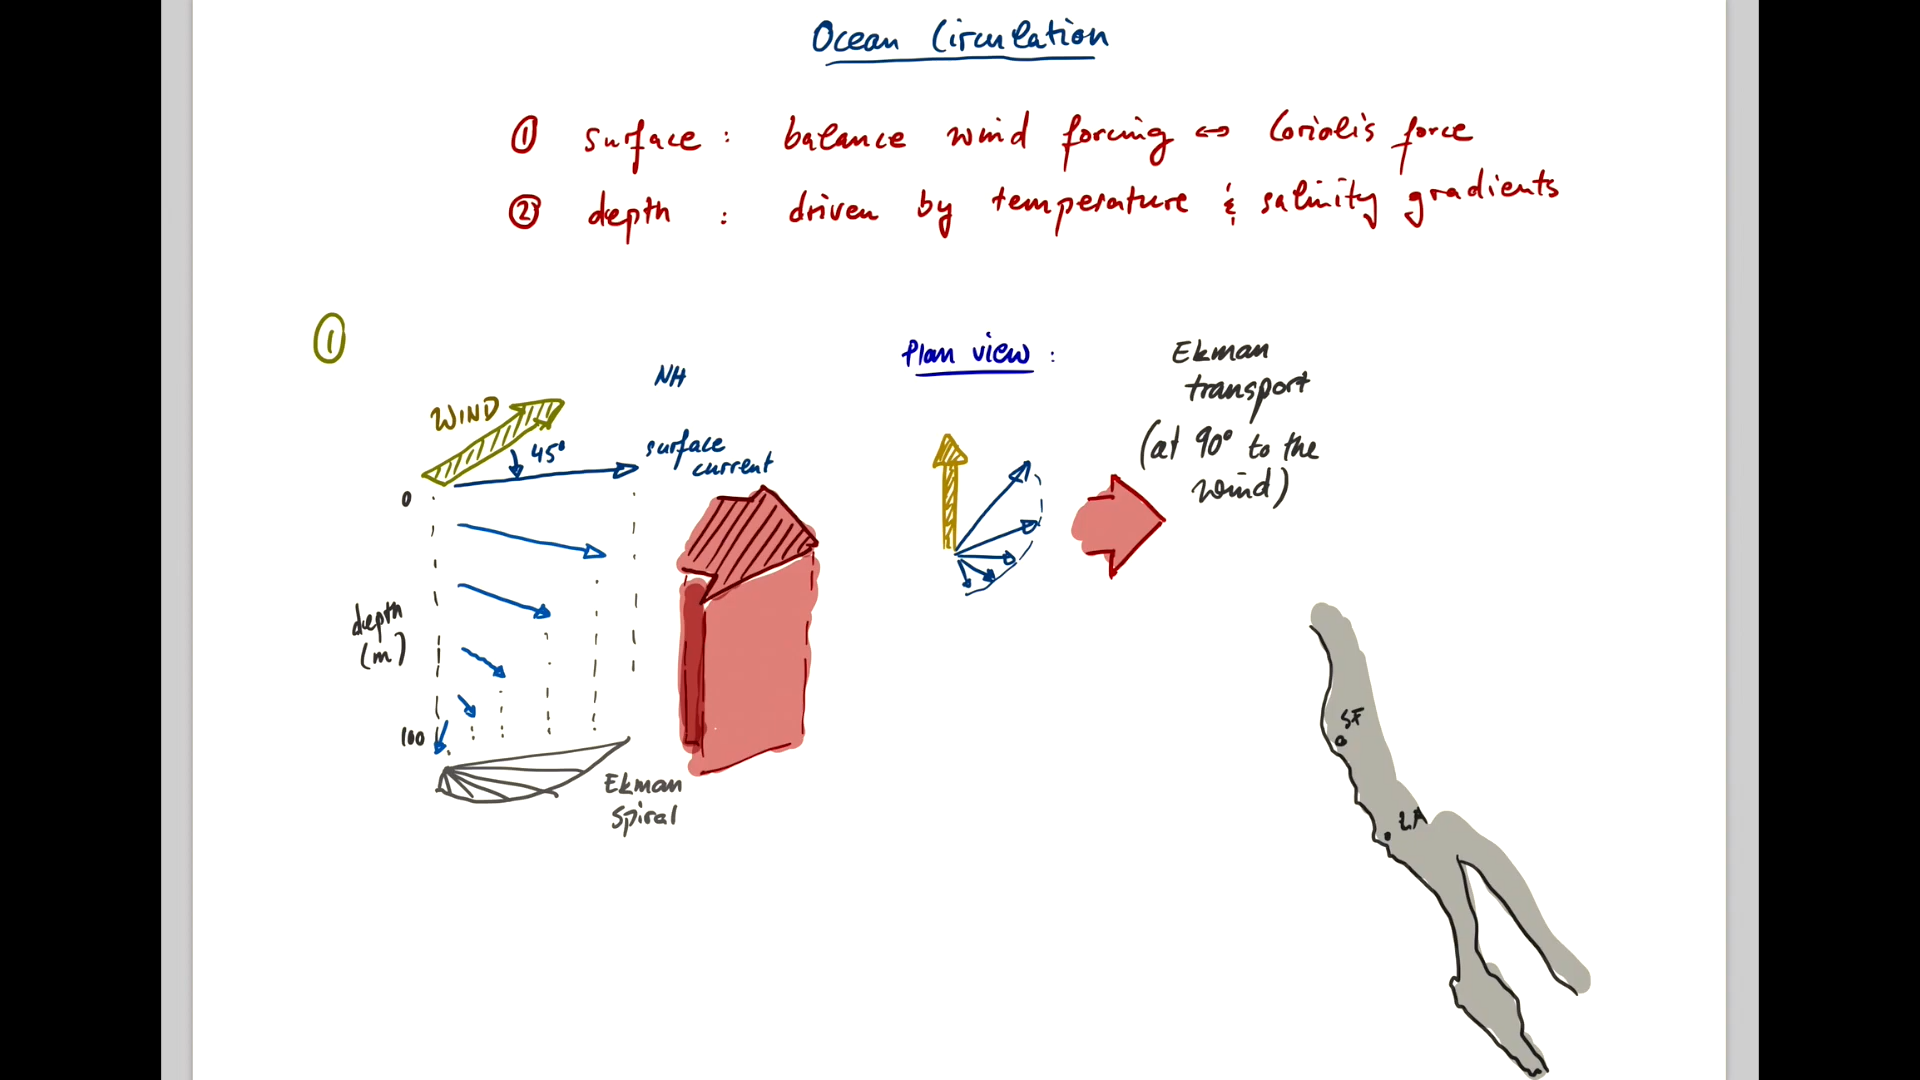 Ocean Circulation
① surface : balance wind forcing ↔ Coriolis force
② depth : driven by temperature & salinity gradients
①
NH
WIND
45°
surface
current
0
depth
(m)
100
Ekman
Spiral
Plan view :
Ekman
transport
(at 90° to the
wind)
SF
LA